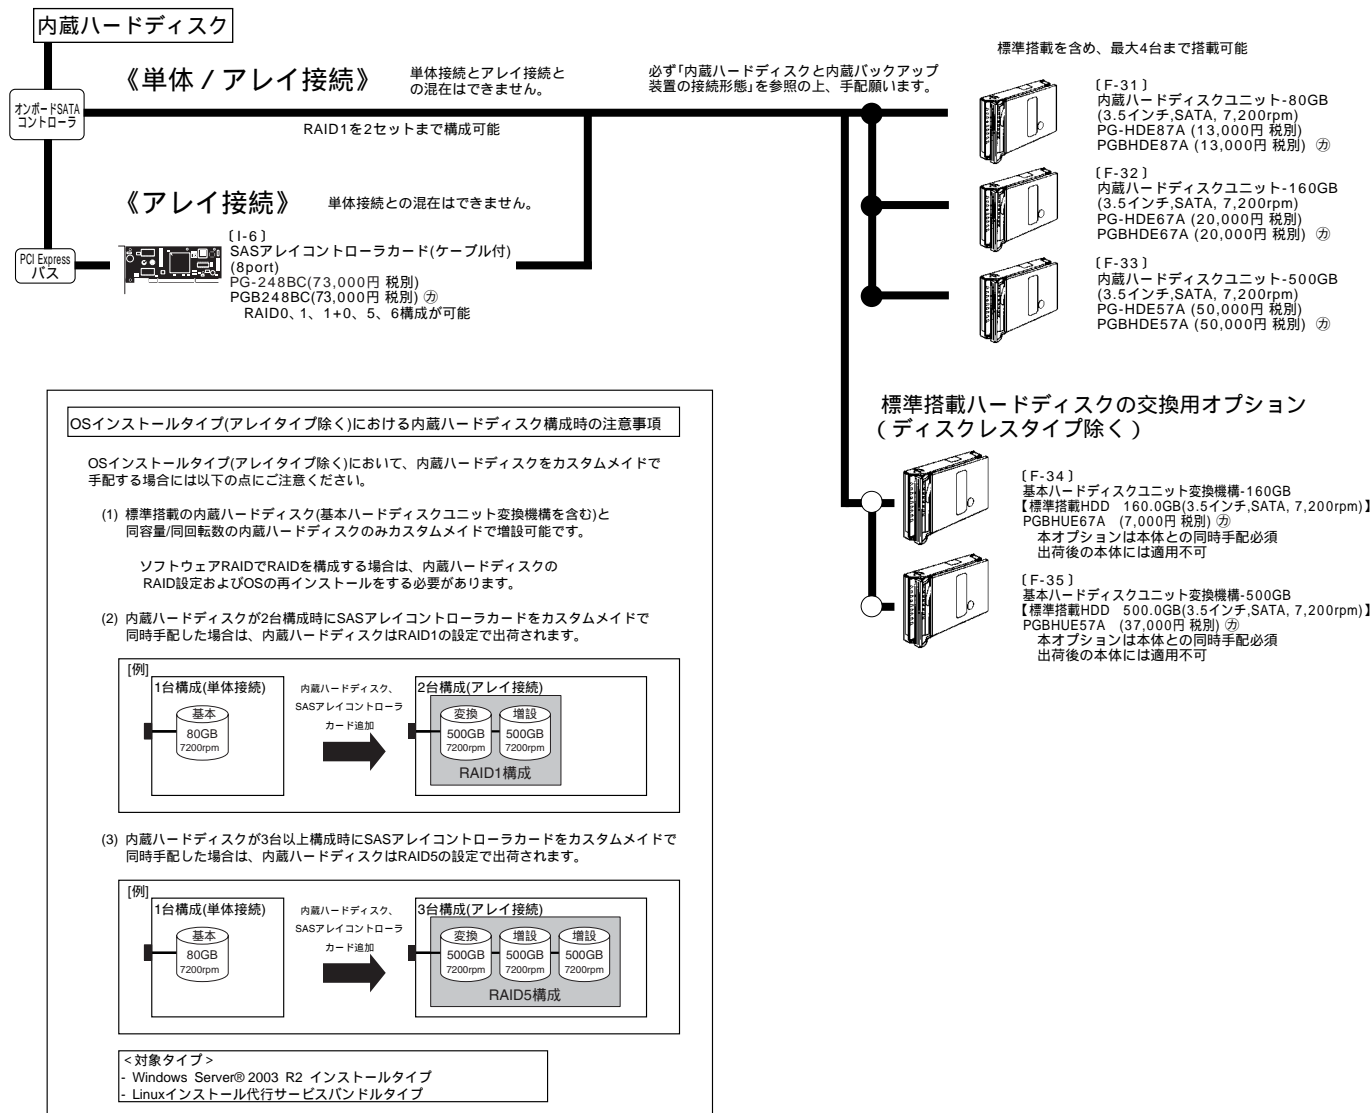 内蔵ハードディスク
《単体 / アレイ接続》
単体接続とアレイ接続と
の混在はできません。
必ず「内蔵ハードディスクと内蔵バックアップ
装置の接続形態」を参照の上、手配願います。
標準搭載を含め、最大4台まで搭載可能
オンボードSATA
コントローラ
RAID1を2セットまで構成可能
〔F-31〕
内蔵ハードディスクユニット-80GB
(3.5インチ,SATA, 7,200rpm)
PG-HDE87A (13,000円 税別)
PGBHDE87A (13,000円 税別) ㋕
《アレイ接続》
単体接続との混在はできません。
〔F-32〕
内蔵ハードディスクユニット-160GB
(3.5インチ,SATA, 7,200rpm)
PG-HDE67A (20,000円 税別)
PGBHDE67A (20,000円 税別) ㋕
PCI Express
バス
〔I-6〕
SASアレイコントローラカード(ケーブル付)
(8port)
PG-248BC(73,000円 税別)
PGB248BC(73,000円 税別) ㋕
RAID0、1、1+0、5、6構成が可能
〔F-33〕
内蔵ハードディスクユニット-500GB
(3.5インチ,SATA, 7,200rpm)
PG-HDE57A (50,000円 税別)
PGBHDE57A (50,000円 税別) ㋕
標準搭載ハードディスクの交換用オプション
(ディスクレスタイプ除く)
〔F-34〕
基本ハードディスクユニット変換機構-160GB
【標準搭載HDD 160.0GB(3.5インチ,SATA, 7,200rpm)】
PGBHUE67A (7,000円 税別) ㋕
本オプションは本体との同時手配必須
出荷後の本体には適用不可
〔F-35〕
基本ハードディスクユニット変換機構-500GB
【標準搭載HDD 500.0GB(3.5インチ,SATA, 7,200rpm)】
PGBHUE57A (37,000円 税別) ㋕
本オプションは本体との同時手配必須
出荷後の本体には適用不可
OSインストールタイプ(アレイタイプ除く)における内蔵ハードディスク構成時の注意事項
OSインストールタイプ(アレイタイプ除く)において、内蔵ハードディスクをカスタムメイドで
手配する場合には以下の点にご注意ください。
(1) 標準搭載の内蔵ハードディスク(基本ハードディスクユニット変換機構を含む)と
同容量/同回転数の内蔵ハードディスクのみカスタムメイドで増設可能です。
ソフトウェアRAIDでRAIDを構成する場合は、内蔵ハードディスクの
RAID設定およびOSの再インストールをする必要があります。
(2) 内蔵ハードディスクが2台構成時にSASアレイコントローラカードをカスタムメイドで
同時手配した場合は、内蔵ハードディスクはRAID1の設定で出荷されます。
[例]
1台構成(単体接続)
基本
80GB
7200rpm
内蔵ハードディスク、
SASアレイコントローラ
カード追加
2台構成(アレイ接続)
変換 増設
500GB 500GB
7200rpm 7200rpm
RAID1構成
(3) 内蔵ハードディスクが3台以上構成時にSASアレイコントローラカードをカスタムメイドで
同時手配した場合は、内蔵ハードディスクはRAID5の設定で出荷されます。
[例]
1台構成(単体接続)
基本
80GB
7200rpm
内蔵ハードディスク、
SASアレイコントローラ
カード追加
3台構成(アレイ接続)
変換 増設 増設
500GB 500GB 500GB
7200rpm 7200rpm 7200rpm
RAID5構成
<対象タイプ>
- Windows Server® 2003 R2 インストールタイプ
- Linuxインストール代行サービスバンドルタイプ